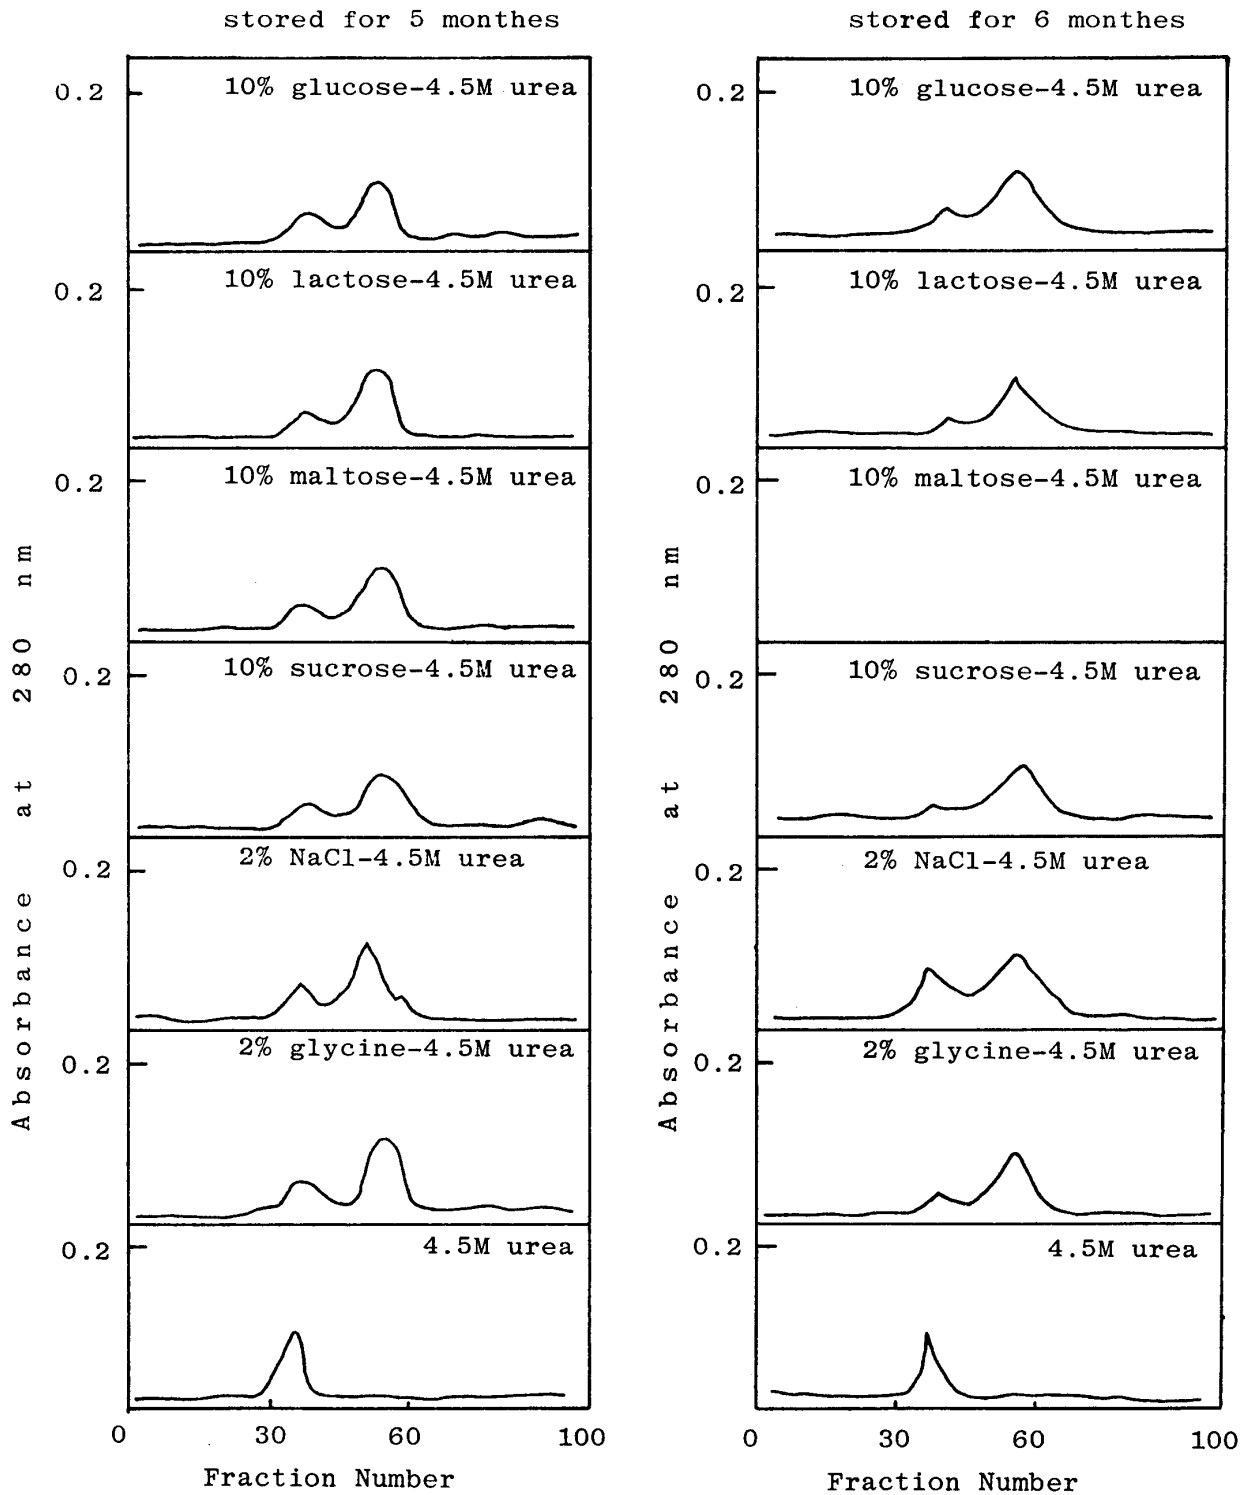 stored for 5 monthes
0.2
10% glucose-4.5M urea
0.2
10% lactose-4.5M urea
0.2
10% maltose-4.5M urea
0.2
10% sucrose-4.5M urea
0.2
2% NaCl-4.5M urea
0.2
2% glycine-4.5M urea
0.2
4.5M urea
Absorbance at 280 nm
0 30 60 100
Fraction Number
stored for 6 monthes
0.2
10% glucose-4.5M urea
0.2
10% lactose-4.5M urea
0.2
10% maltose-4.5M urea
0.2
10% sucrose-4.5M urea
0.2
2% NaCl-4.5M urea
0.2
2% glycine-4.5M urea
0.2
4.5M urea
Absorbance at 280 nm
0 30 60 100
Fraction Number